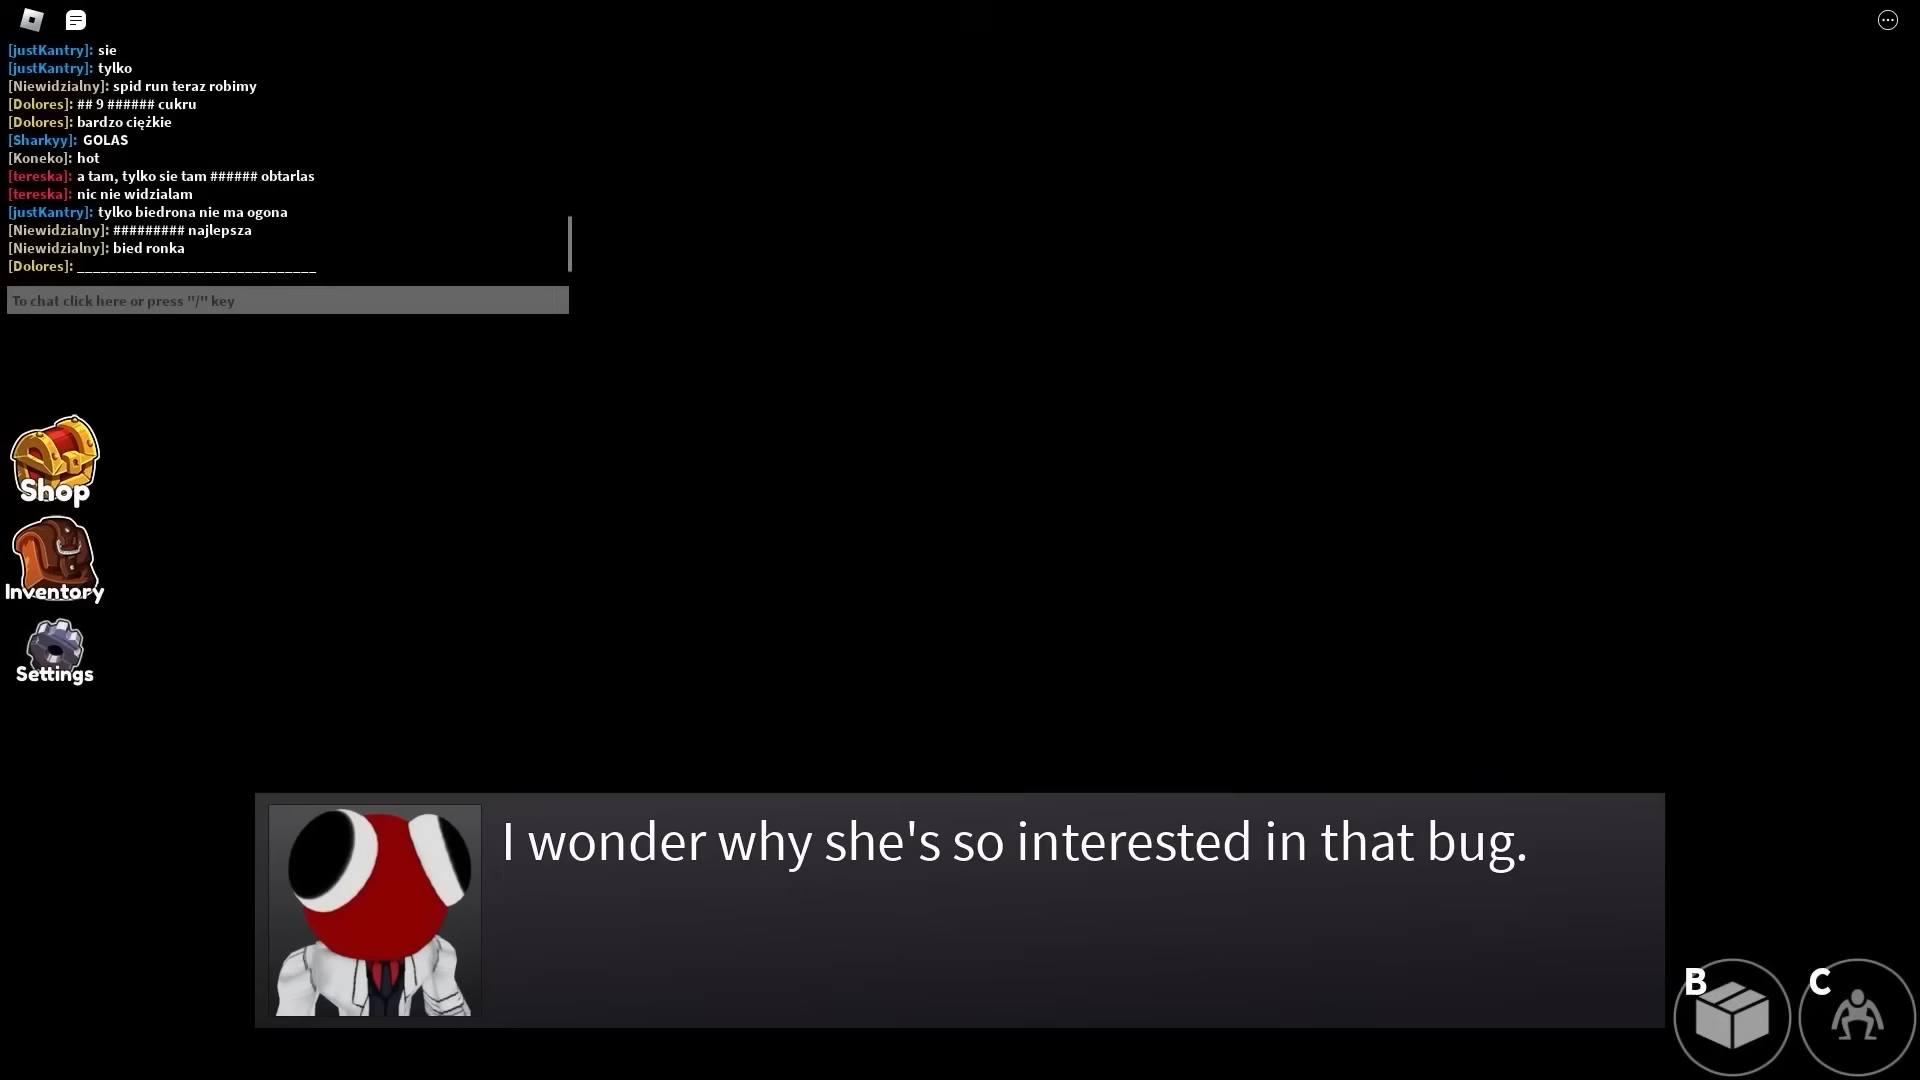 [justKantry]: sie
[justKantry]: tylko
[Niewidzialny]: spid run teraz robimy
[Dolores]: ## 9 ###### cukru
[Dolores]: bardzo ciężkie
[Sharkyy]: GOLAS
[Koneko]: hot
[tereska]: a tam, tylko sie tam ###### obtarlas
[tereska]: nic nie widzialam
[justKantry]: tylko biedrona nie ma ogona
[Niewidzialny]: ######### najlepsza
[Niewidzialny]: bied ronka
[Dolores]: ______________________________
To chat click here or press "/" key
Shop
Inventory
Settings
I wonder why she's so interested in that bug.
B
C